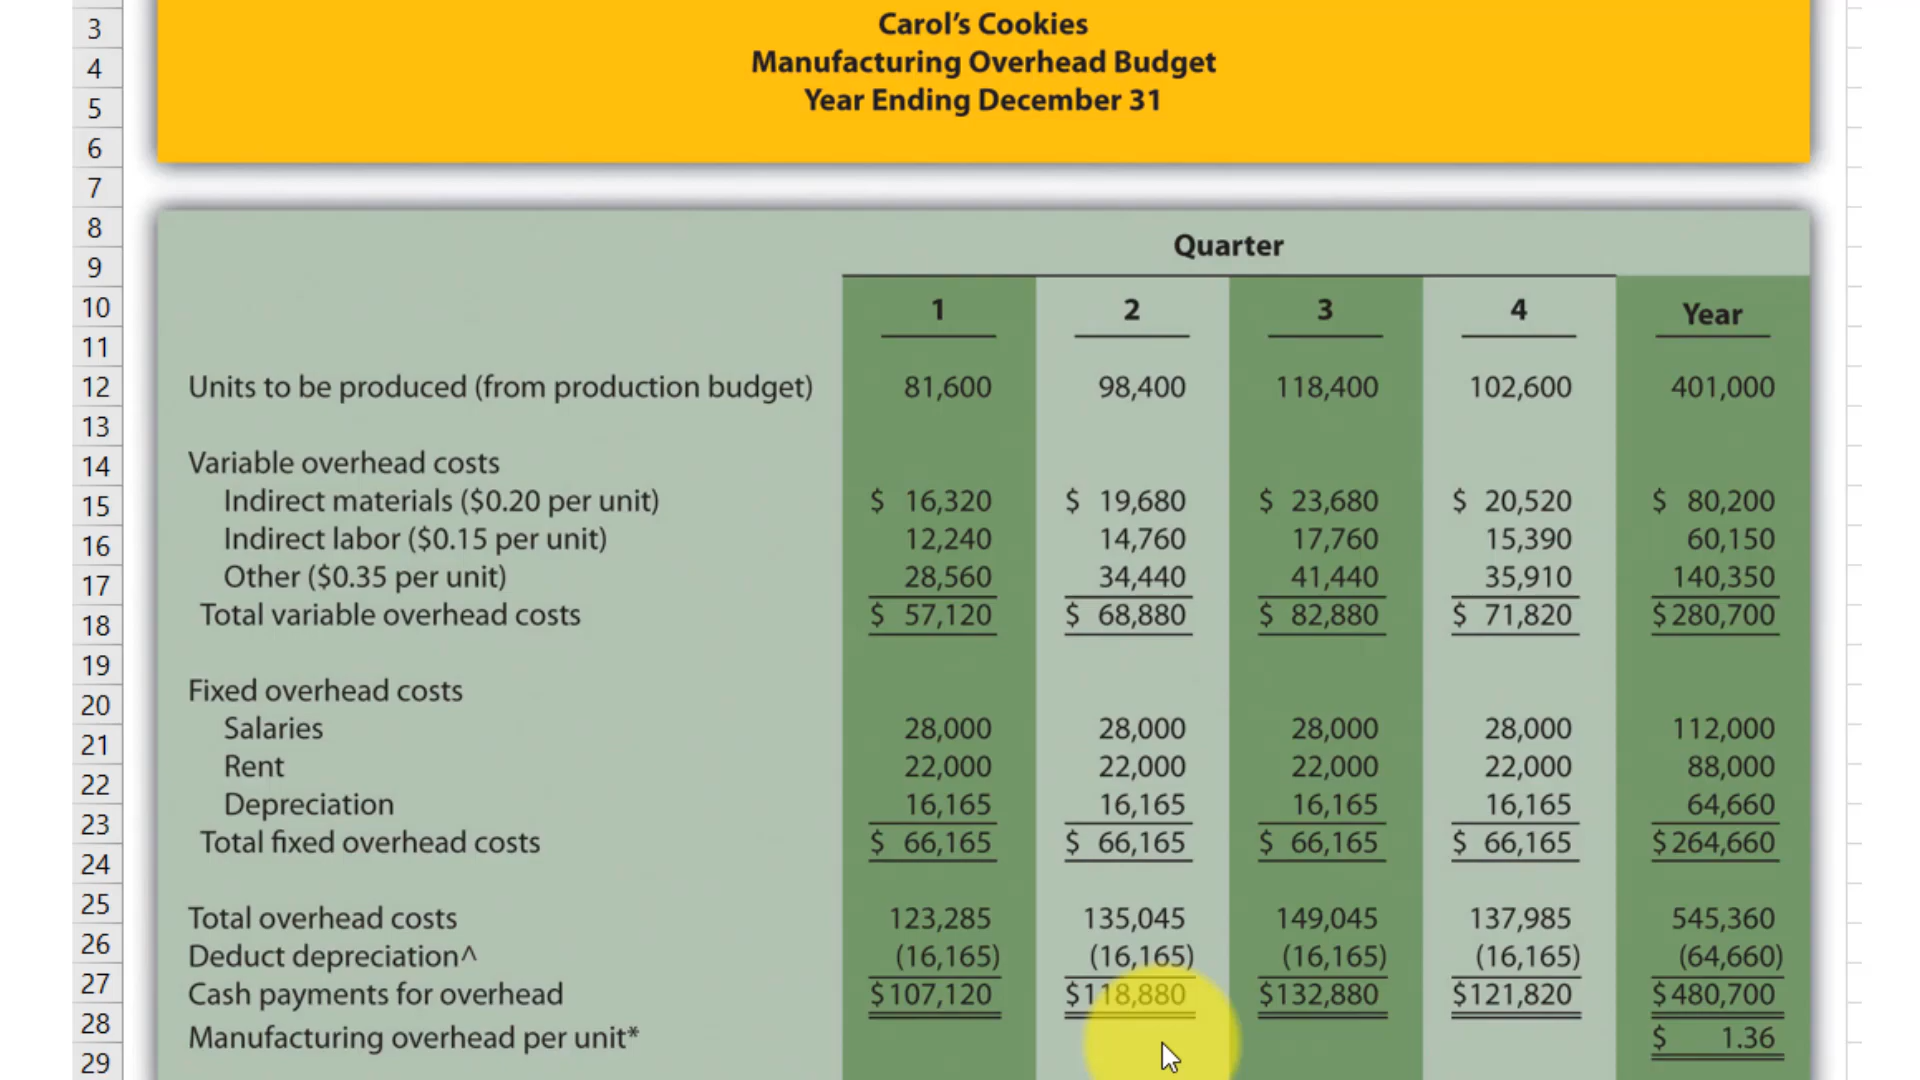 3
4
5
6
7
8
9
10
11
12
13
14
15
16
17
18
19
20
21
22
23
24
25
26
27
28
29
Carol's Cookies
Manufacturing Overhead Budget
Year Ending December 31
Quarter
1 2 3 4 Year
Units to be produced (from production budget) 81,600 98,400 118,400 102,600 401,000
Variable overhead costs
Indirect materials ($0.20 per unit) $ 16,320 $ 19,680 $ 23,680 $ 20,520 $ 80,200
Indirect labor ($0.15 per unit) 12,240 14,760 17,760 15,390 60,150
Other ($0.35 per unit) 28,560 34,440 41,440 35,910 140,350
Total variable overhead costs $ 57,120 $ 68,880 $ 82,880 $ 71,820 $280,700
Fixed overhead costs
Salaries 28,000 28,000 28,000 28,000 112,000
Rent 22,000 22,000 22,000 22,000 88,000
Depreciation 16,165 16,165 16,165 16,165 64,660
Total fixed overhead costs $ 66,165 $ 66,165 $ 66,165 $ 66,165 $264,660
Total overhead costs 123,285 135,045 149,045 137,985 545,360
Deduct depreciation^ (16,165) (16,165) (16,165) (16,165) (64,660)
Cash payments for overhead $107,120 $118,880 $132,880 $121,820 $480,700
Manufacturing overhead per unit* $ 1.36